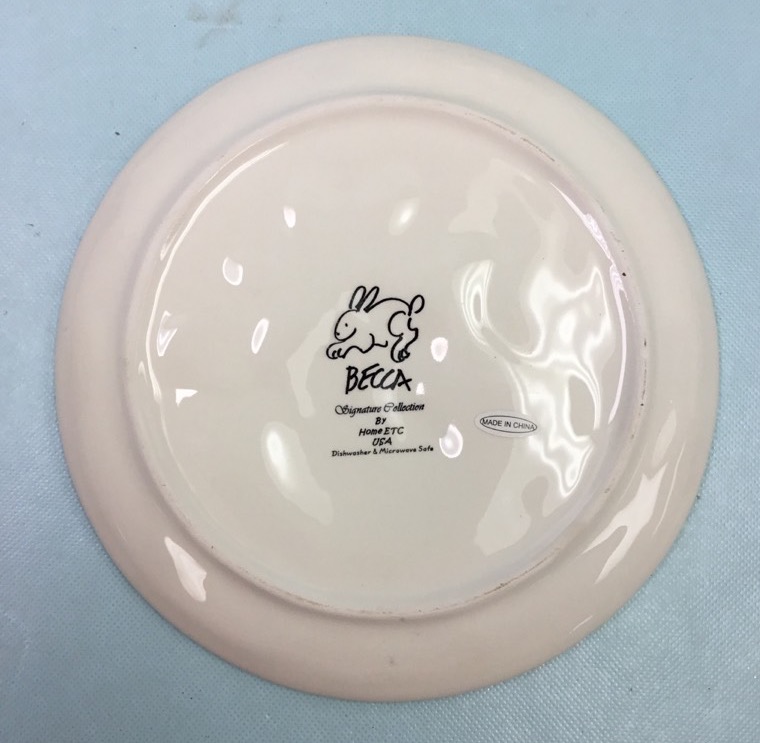 BECCA
Signature Collection
By
Home ETC
USA
Dishwasher & Microwave Safe
MADE IN CHINA